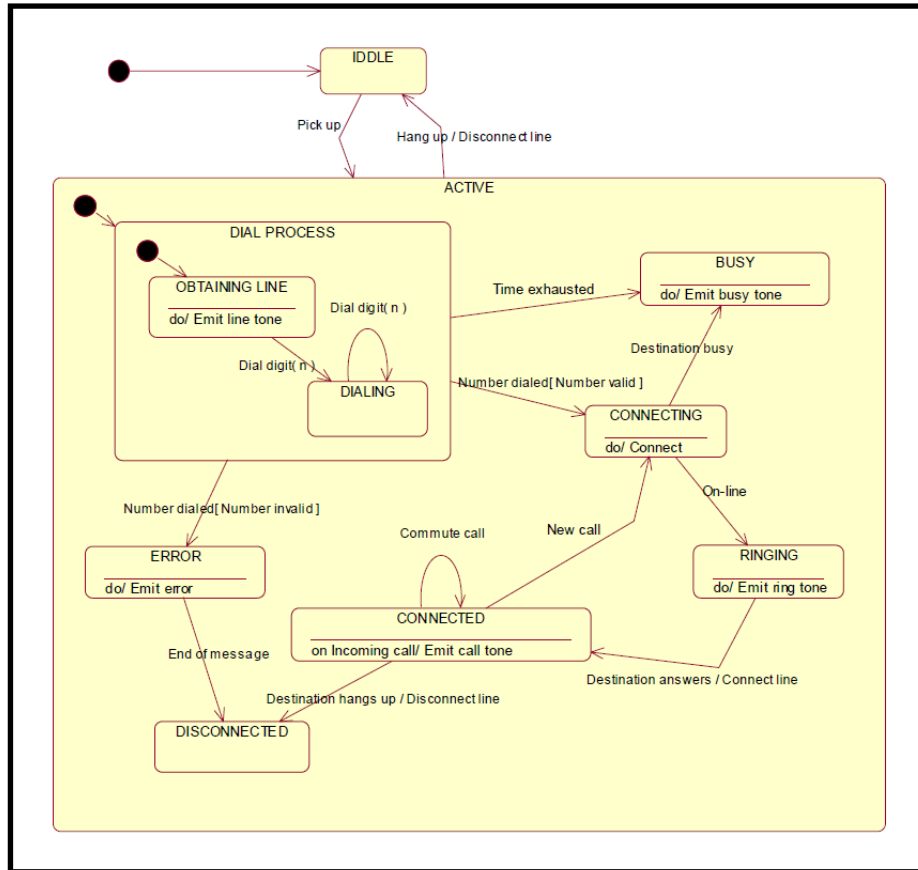 IDDLE
Pick up
Hang up / Disconnect line
ACTIVE
DIAL PROCESS
OBTAINING LINE
do/ Emit line tone
Dial digit( n )
Dial digit( n )
DIALING
Time exhausted
BUSY
do/ Emit busy tone
Destination busy
Number dialed[ Number valid ]
CONNECTING
do/ Connect
On-line
Number dialed[ Number invalid ]
ERROR
do/ Emit error
Commute call
New call
RINGING
do/ Emit ring tone
CONNECTED
on Incoming call/ Emit call tone
End of message
Destination answers / Connect line
Destination hangs up / Disconnect line
DISCONNECTED